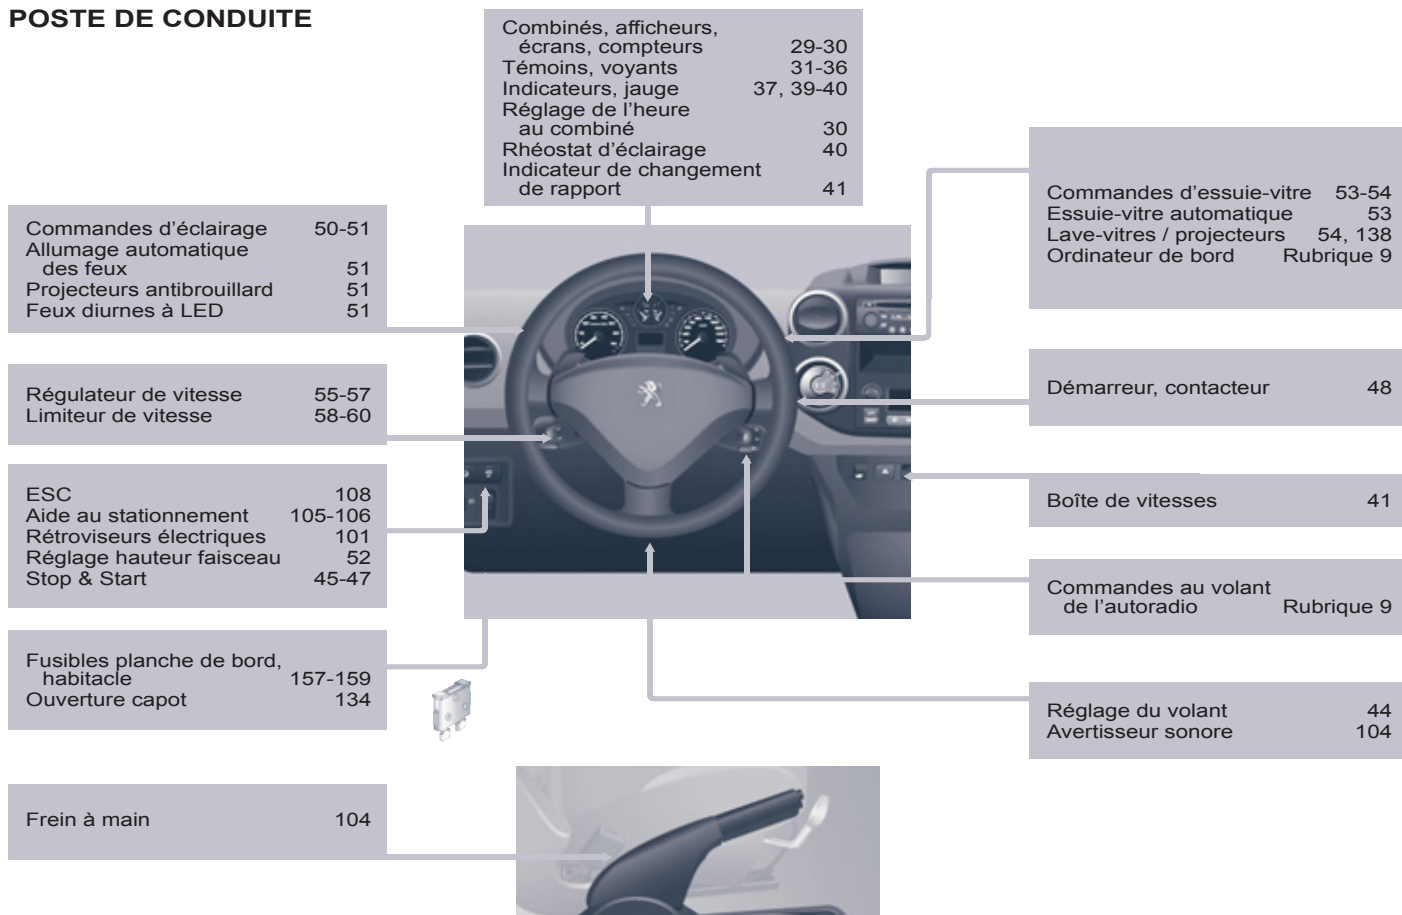 POSTE DE CONDUITE
Combinés, afficheurs,
écrans, compteurs 29-30
Témoins, voyants 31-36
Indicateurs, jauge 37, 39-40
Réglage de l'heure
au combiné 30
Rhéostat d'éclairage 40
Indicateur de changement
de rapport 41
Commandes d'éclairage 50-51
Allumage automatique
des feux 51
Projecteurs antibrouillard 51
Feux diurnes à LED 51
Régulateur de vitesse 55-57
Limiteur de vitesse 58-60
ESC 108
Aide au stationnement 105-106
Rétroviseurs électriques 101
Réglage hauteur faisceau 52
Stop & Start 45-47
Fusibles planche de bord,
habitacle 157-159
Ouverture capot 134
Frein à main 104
Commandes d'essuie-vitre 53-54
Essuie-vitre automatique 53
Lave-vitres / projecteurs 54, 138
Ordinateur de bord Rubrique 9
Démarreur, contacteur 48
Boîte de vitesses 41
Commandes au volant
de l'autoradio Rubrique 9
Réglage du volant 44
Avertisseur sonore 104